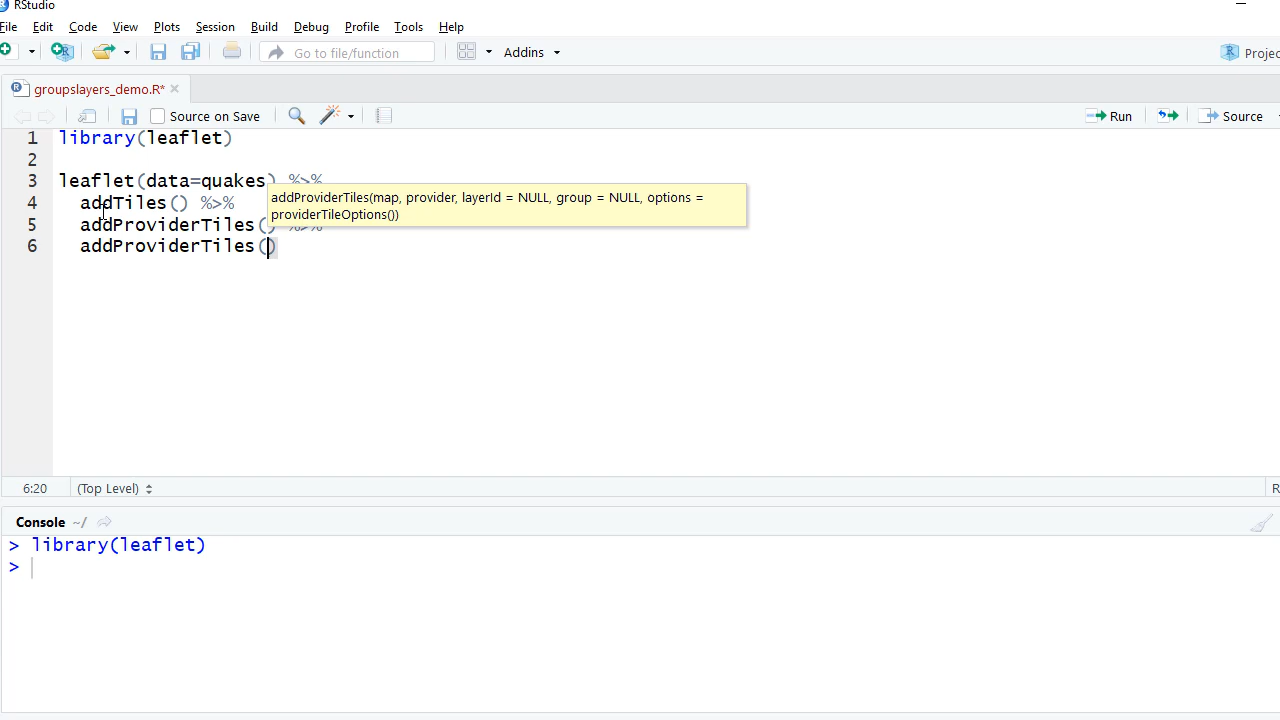 RStudio
File Edit Code View Plots Session Build Debug Profile Tools Help
Go to file/function Addins Projec
groupslayers_demo.R*
Source on Save Run Source
1 library(leaflet)
2
3 leaflet(data=quakes) %>%
addProviderTiles(map, provider, layerId = NULL, group = NULL, options =
providerTileOptions())
4 addTiles() %>%
5 addProviderTiles() %>%
6 addProviderTiles()
6:20 (Top Level) R
Console ~/
> library(leaflet)
>